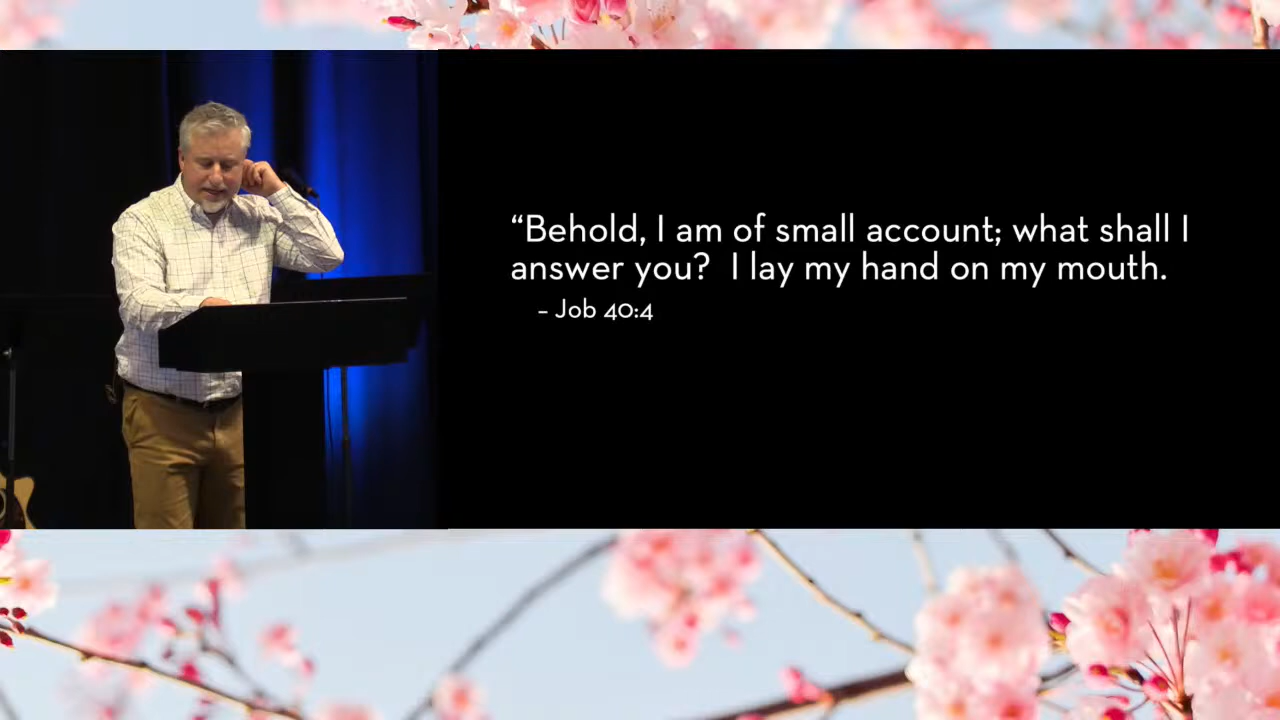 “Behold, I am of small account; what shall I
answer you?  I lay my hand on my mouth.
– Job 40:4